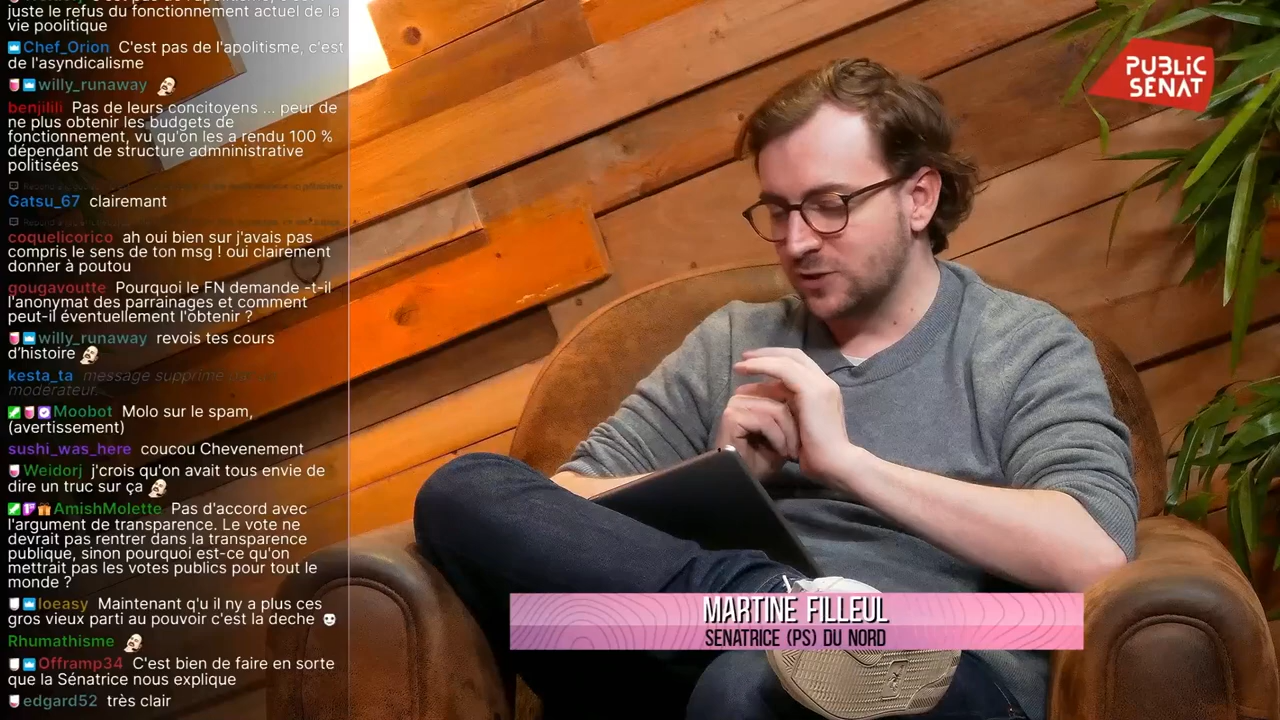 juste le refus du fonctionnement actuel de la
vie poolitique
Chef_Orion C'est pas de l'apolitisme, c'est
de l'asyndicalisme
willy_runaway
benjilili Pas de leurs concitoyens ... peur de
ne plus obtenir les budgets de
fonctionnement, vu qu'on les a rendu 100 %
dépendant de structure admninistrative
politisées
Gatsu_67 clairemant
coquelicorico ah oui bien sur j'avais pas
compris le sens de ton msg ! oui clairement
donner à poutou
gougavoutte Pourquoi le FN demande -t-il
l'anonymat des parrainages et comment
peut-il éventuellement l'obtenir ?
willy_runaway revois tes cours
d'histoire
kesta_ta message supprimé
modérateur
Moobot Molo sur le spam,
(avertissement)
sushi_was_here coucou Chevenement
Weidorj j'crois qu'on avait tous envie de
dire un truc sur ça
AmishMolette Pas d'accord avec
l'argument de transparence. Le vote ne
devrait pas rentrer dans la transparence
publique, sinon pourquoi est-ce qu'on
mettrait pas les votes publics pour tout le
monde ?
loeasy Maintenant q'u il ny a plus ces
gros vieux parti au pouvoir c'est la deche
Rhumathisme
Offramp34 C'est bien de faire en sorte
que la Sénatrice nous explique
edgard52 très clair
PUBLIC
SÉNAT
MARTINE FILLEUL
SÉNATRICE (PS) DU NORD